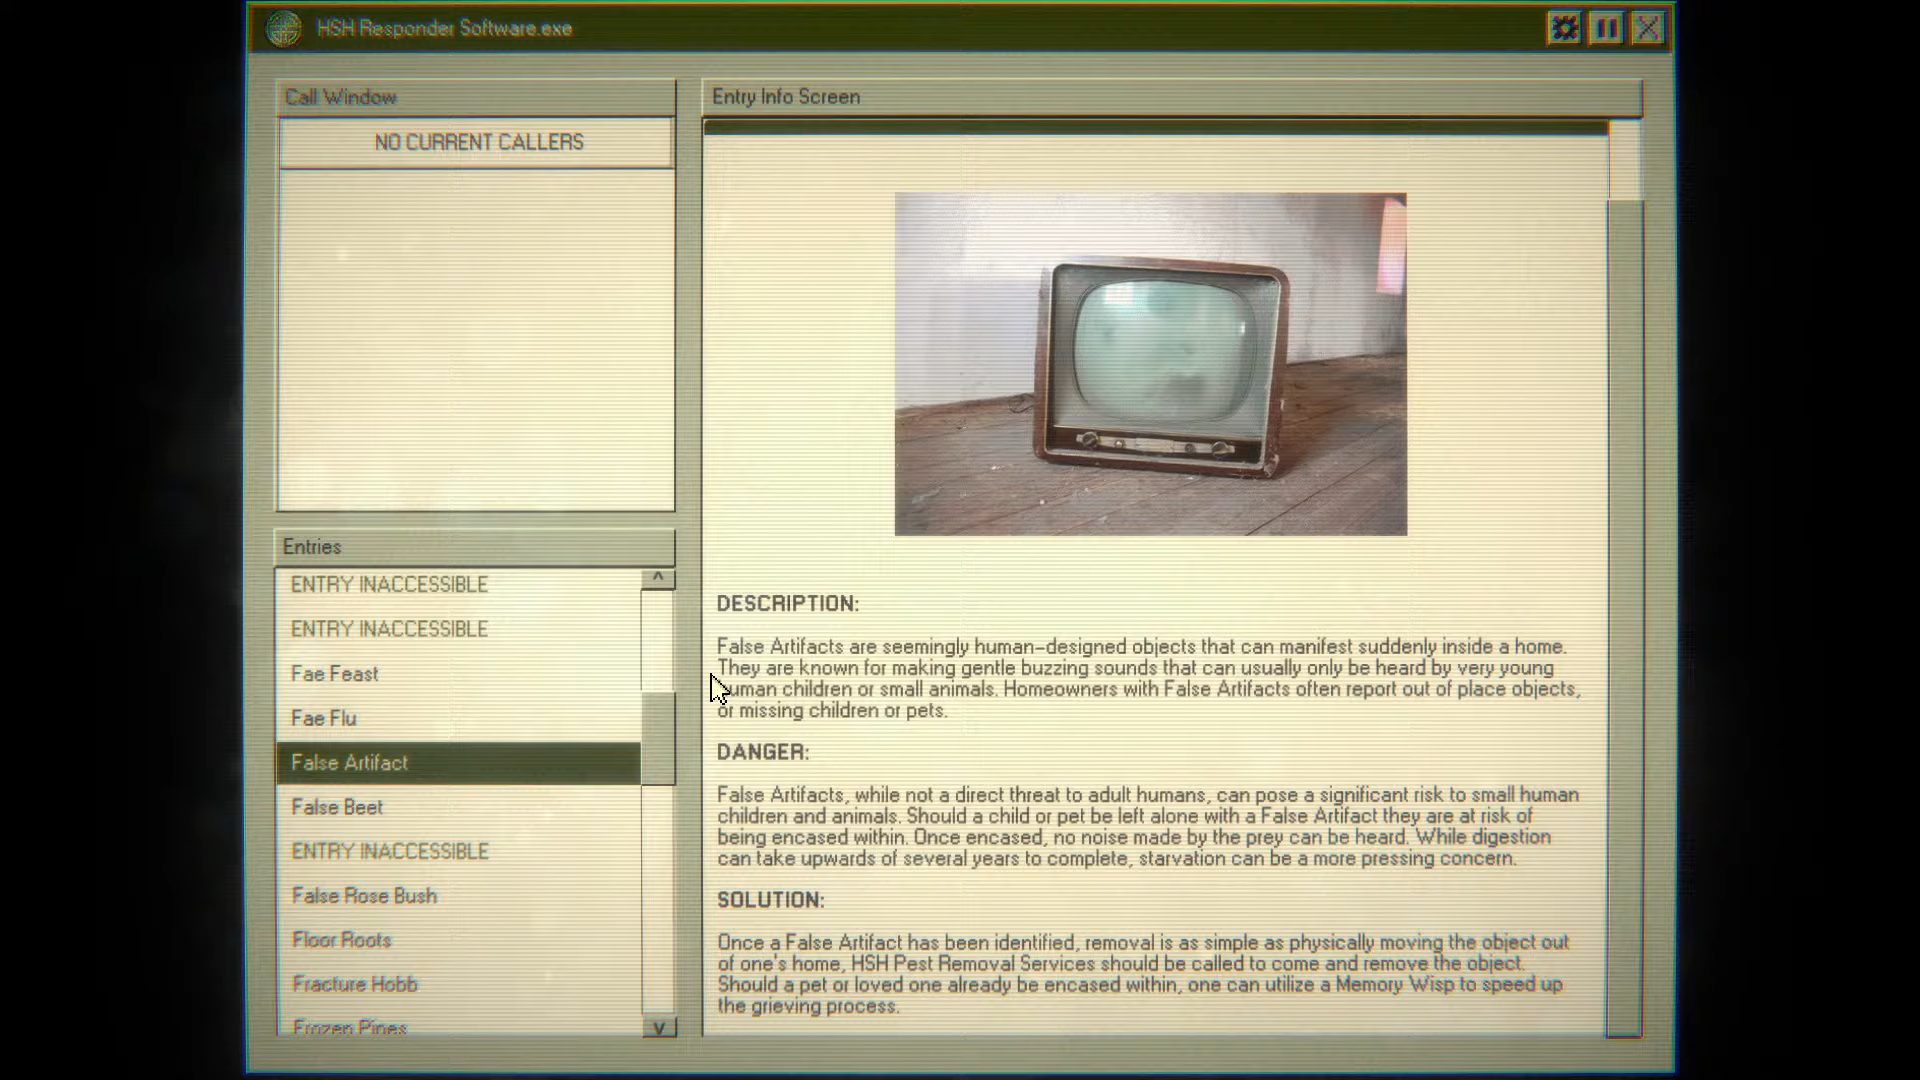 HSH Responder Software.exe
Call Window
NO CURRENT CALLERS
Entries
ENTRY INACCESSIBLE
ENTRY INACCESSIBLE
Fae Feast
Fae Flu
False Artifact
False Beet
ENTRY INACCESSIBLE
False Rose Bush
Floor Roots
Fracture Hobb
Frozen Pines
Entry Info Screen
DESCRIPTION:
False Artifacts are seemingly human-designed objects that can manifest suddenly inside a home.
They are known for making gentle buzzing sounds that can usually only be heard by very young
human children or small animals. Homeowners with False Artifacts often report out of place objects,
or missing children or pets.
DANGER:
False Artifacts, while not a direct threat to adult humans, can pose a significant risk to small human
children and animals. Should a child or pet be left alone with a False Artifact they are at risk of
being encased within. Once encased, no noise made by the prey can be heard. While digestion
can take upwards of several years to complete, starvation can be a more pressing concern.
SOLUTION:
Once a False Artifact has been identified, removal is as simple as physically moving the object out
of one's home, HSH Pest Removal Services should be called to come and remove the object.
Should a pet or loved one already be encased within, one can utilize a Memory Wisp to speed up
the grieving process.